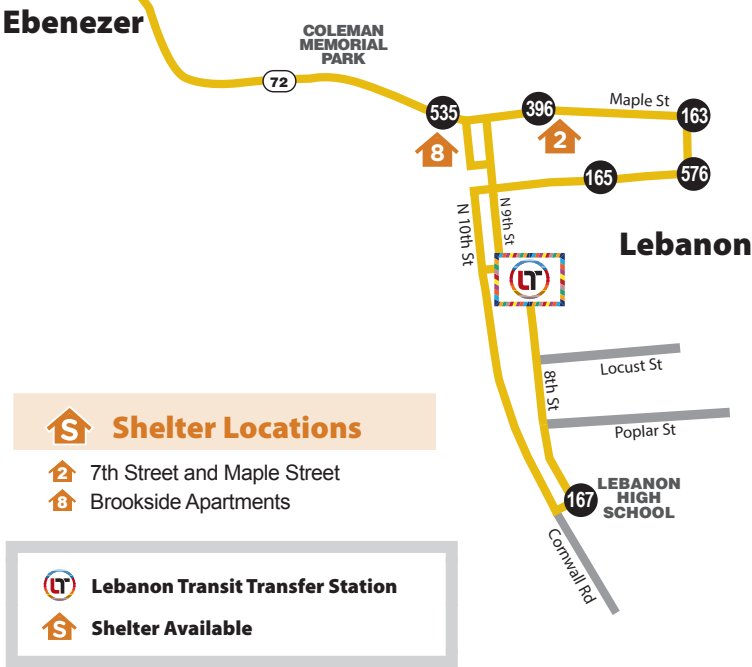 Ebenezer
COLEMAN
MEMORIAL
PARK
72
535
396
Maple St
163
8
2
165
576
N 10th St
N 9th St
Lebanon
LT
Locust St
8th St
Poplar St
S Shelter Locations
2 7th Street and Maple Street
8 Brookside Apartments
167
LEBANON
HIGH
SCHOOL
Cornwall Rd
LT Lebanon Transit Transfer Station
S Shelter Available